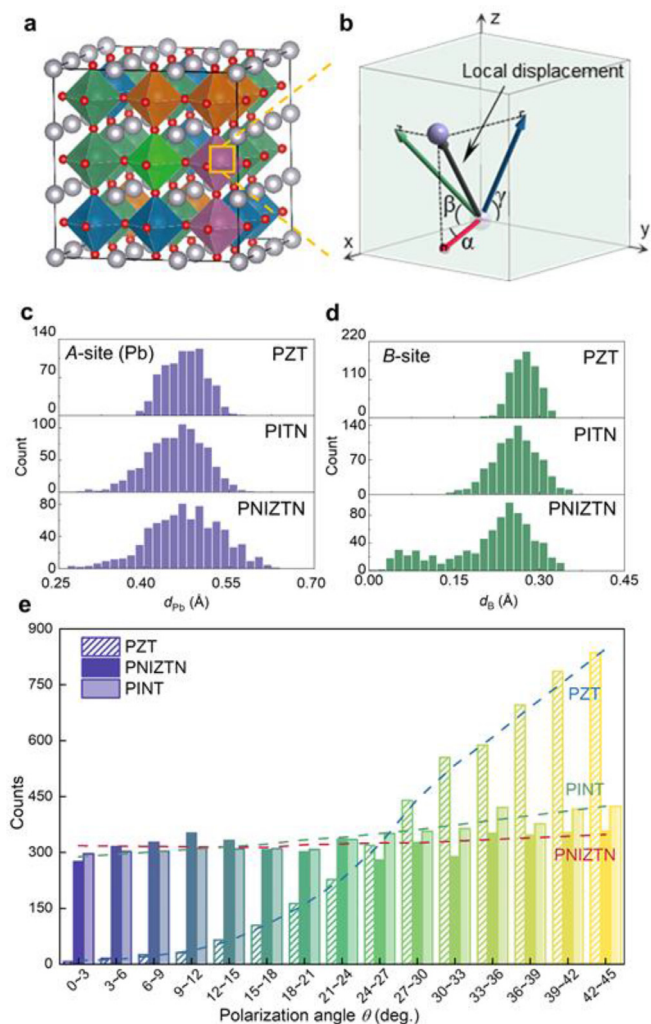 a
b
z
Local displacement
β
γ
α
x
y
c
d
140
A-site (Pb)
PZT
70
0
100
PITN
50
0
80
PNIZTN
40
0
Count
0.25 0.40 0.55 0.70
dPb (Å)
220
B-site
PZT
110
0
140
PITN
70
0
80
PNIZTN
40
0
Count
0.00 0.15 0.30 0.45
dB (Å)
e
900
750
600
450
300
150
0
Counts
PZT
PNIZTN
PINT
PZT
PINT
PNIZTN
0~3 3~6 6~9 9~12 12~15 15~18 18~21 21~24 24~27 27~30 30~33 33~36 36~39 39~42 42~45
Polarization angle θ (deg.)